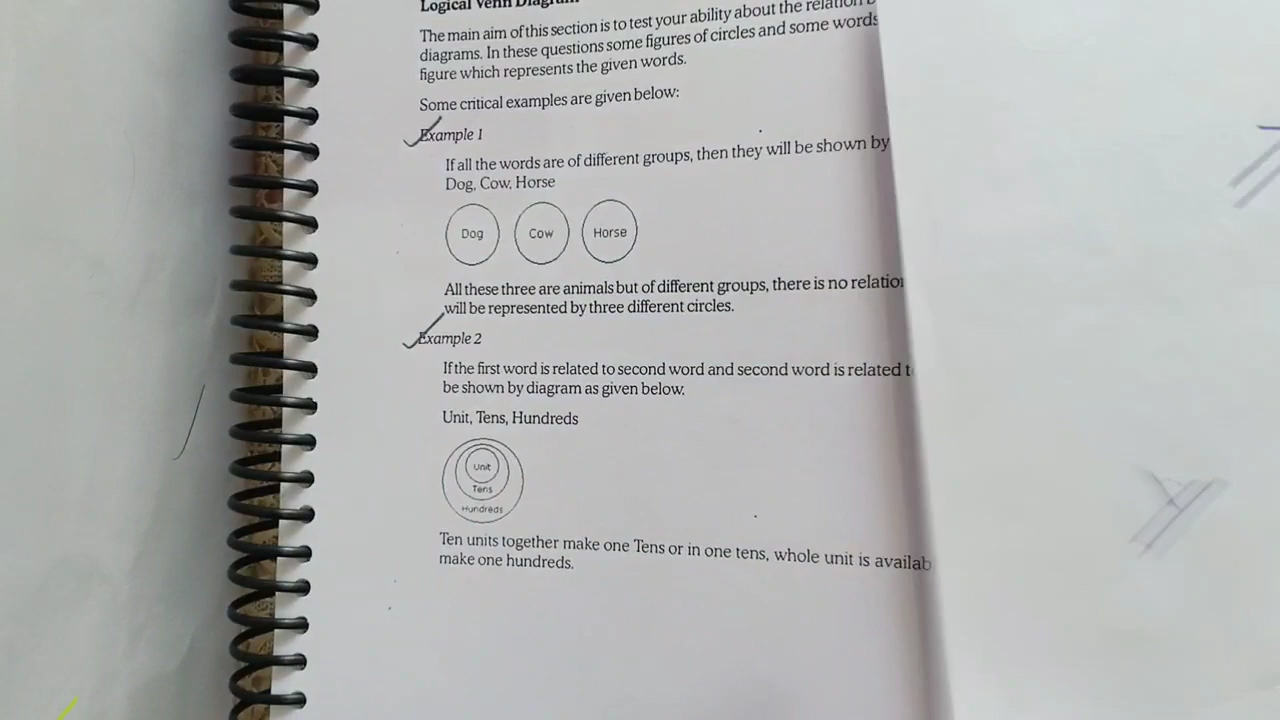 Logical Venn Diagram
The main aim of this section is to test your ability about the relation
diagrams. In these questions some figures of circles and some words
figure which represents the given words.
Some critical examples are given below:
Example 1
If all the words are of different groups, then they will be shown by
Dog, Cow, Horse
Dog Cow Horse
All these three are animals but of different groups, there is no relation
will be represented by three different circles.
Example 2
If the first word is related to second word and second word is related
be shown by diagram as given below.
Unit, Tens, Hundreds
Unit
Tens
Hundreds
Ten units together make one Tens or in one tens, whole unit is availab
make one hundreds.